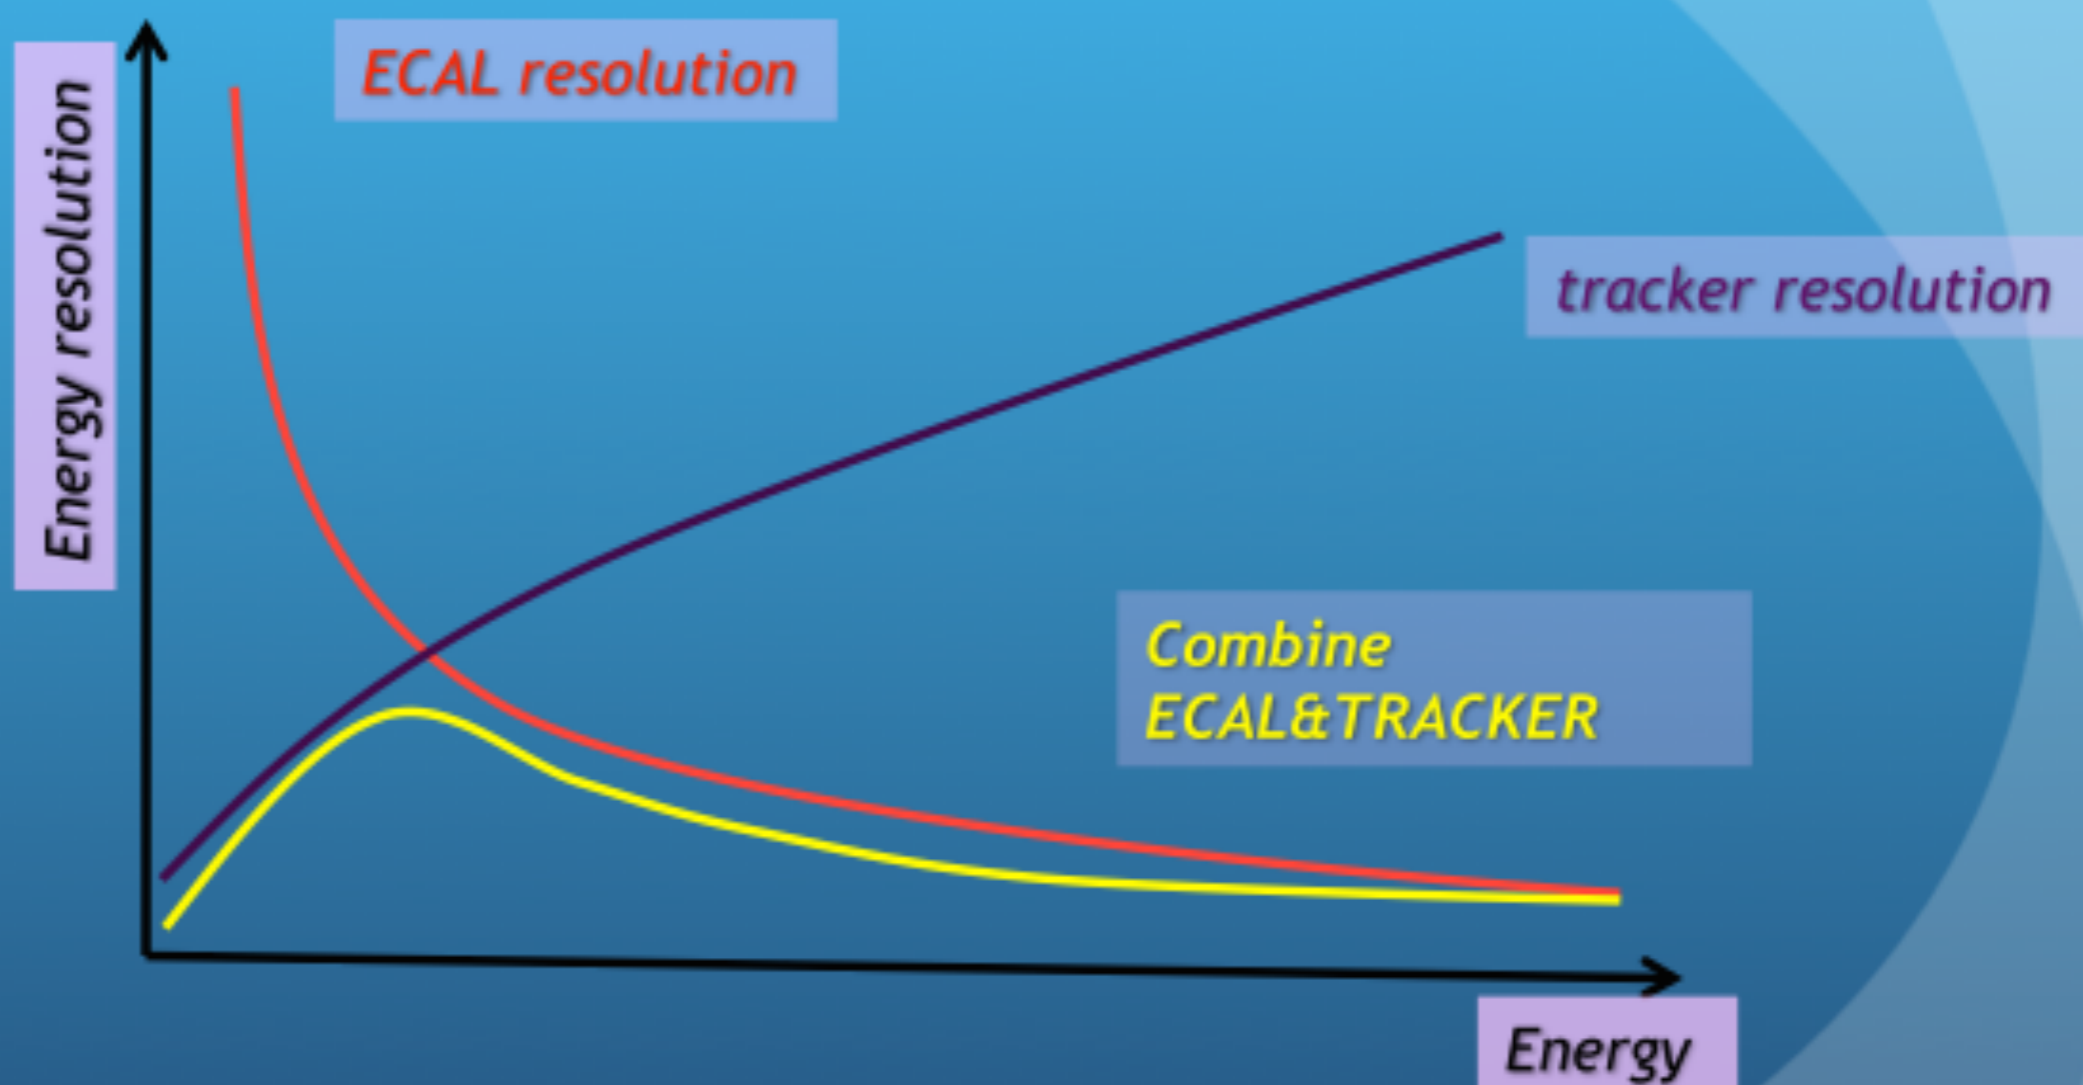 ECAL resolution
Energy resolution
tracker resolution
Combine
ECAL&TRACKER
Energy